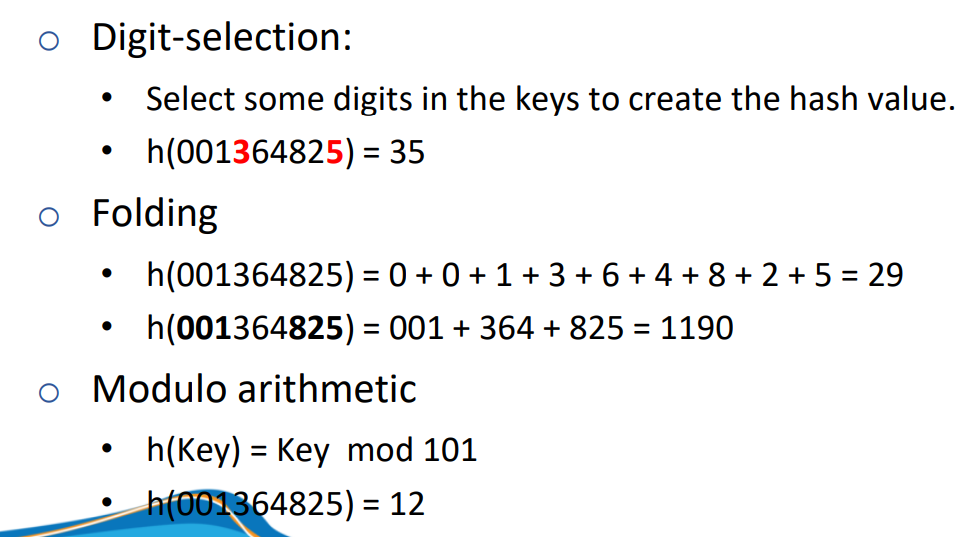 Digit-selection:
Select some digits in the keys to create the hash value.
h(001364825) = 35
Folding
h(001364825) = 0 + 0 + 1 + 3 + 6 + 4 + 8 + 2 + 5 = 29
h(001364825) = 001 + 364 + 825 = 1190
Modulo arithmetic
h(Key) = Key mod 101
h(001364825) = 12